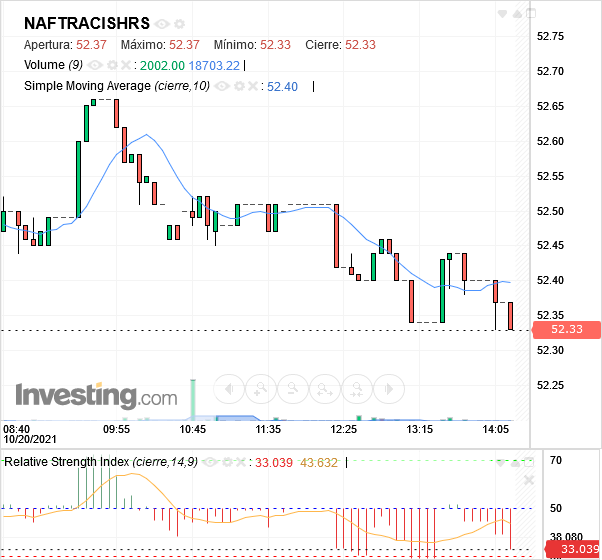 NAFTRACISHRS
Apertura: 52.37 Máximo: 52.37 Mínimo: 52.33 Cierre: 52.33
Volume (9) : 2002.00 18703.22
Simple Moving Average (cierre,10) : 52.40
52.75
52.70
52.65
52.60
52.55
52.50
52.45
52.40
52.35
52.33
52.30
52.25
Investing.com
08:40 09:55 10:45 11:35 12:25 13:15 14:05
10/20/2021
Relative Strength Index (cierre,14,9) : 33.039 43.632
70
50
38.080
33.039